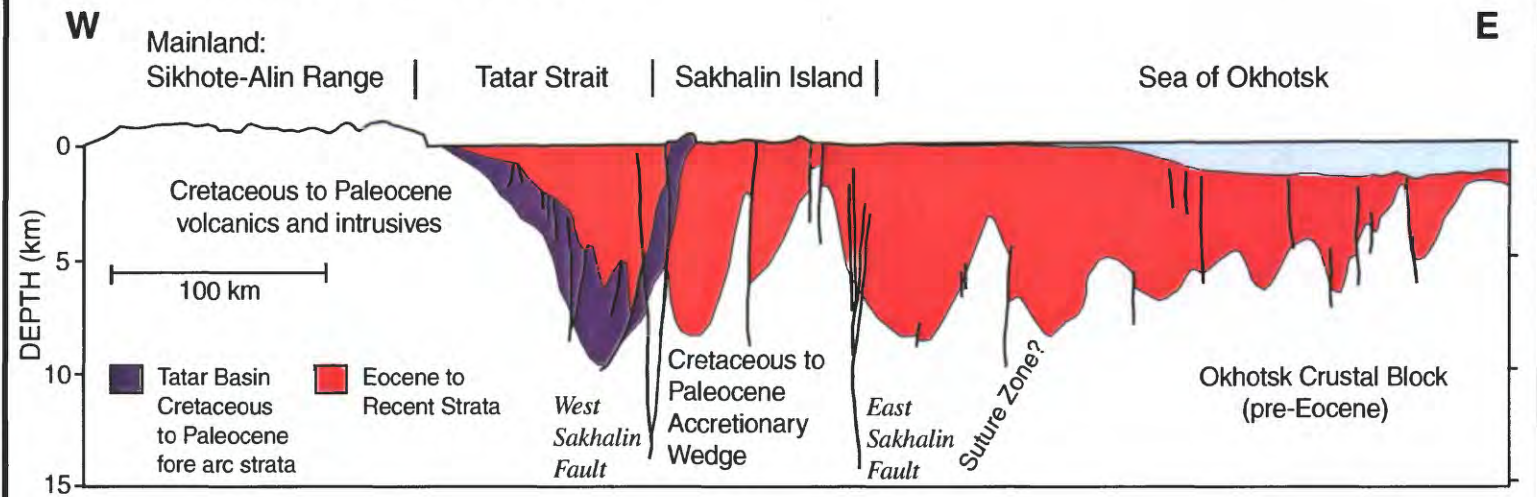 W
E
Mainland:
Sikhote-Alin Range
Tatar Strait
Sakhalin Island
Sea of Okhotsk
0
5
10
15
DEPTH (km)
Cretaceous to Paleocene
volcanics and intrusives
100 km
Tatar Basin
Cretaceous
to Paleocene
fore arc strata
Eocene to
Recent Strata
West
Sakhalin
Fault
Cretaceous to
Paleocene
Accretionary
Wedge
East
Sakhalin
Fault
Suture Zone?
Okhotsk Crustal Block
(pre-Eocene)